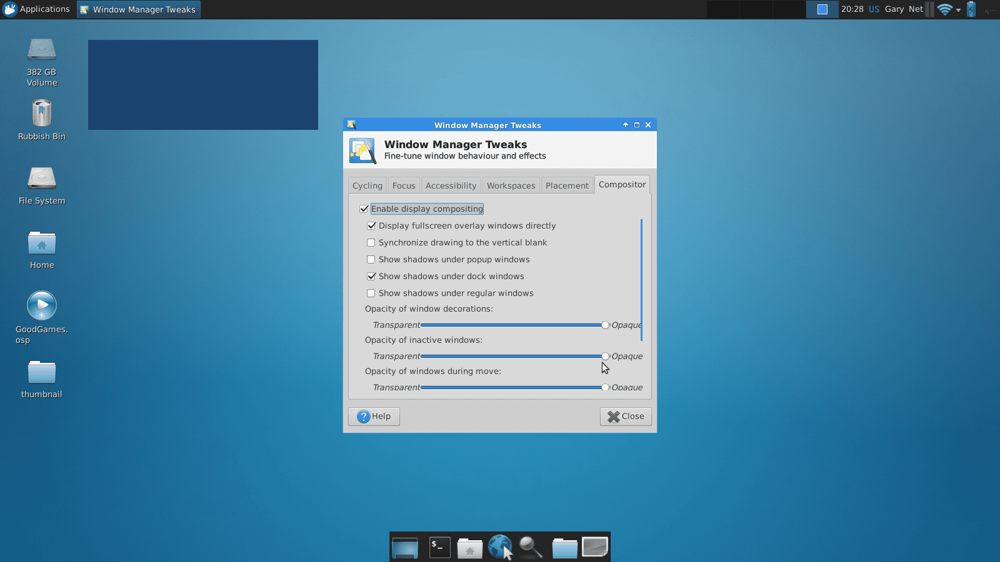 Applications
Window Manager Tweaks
20:28 US Gary Net
382 GB
Volume
Rubbish Bin
File System
Home
GoodGames.
osp
thumbnail
Window Manager Tweaks
Window Manager Tweaks
Fine-tune window behaviour and effects
Cycling Focus Accessibility Workspaces Placement Compositor
Enable display compositing
Display fullscreen overlay windows directly
Synchronize drawing to the vertical blank
Show shadows under popup windows
Show shadows under dock windows
Show shadows under regular windows
Opacity of window decorations:
Transparent Opaque
Opacity of inactive windows:
Transparent Opaque
Opacity of windows during move:
Transparent Opaque
? Help
Close
$_